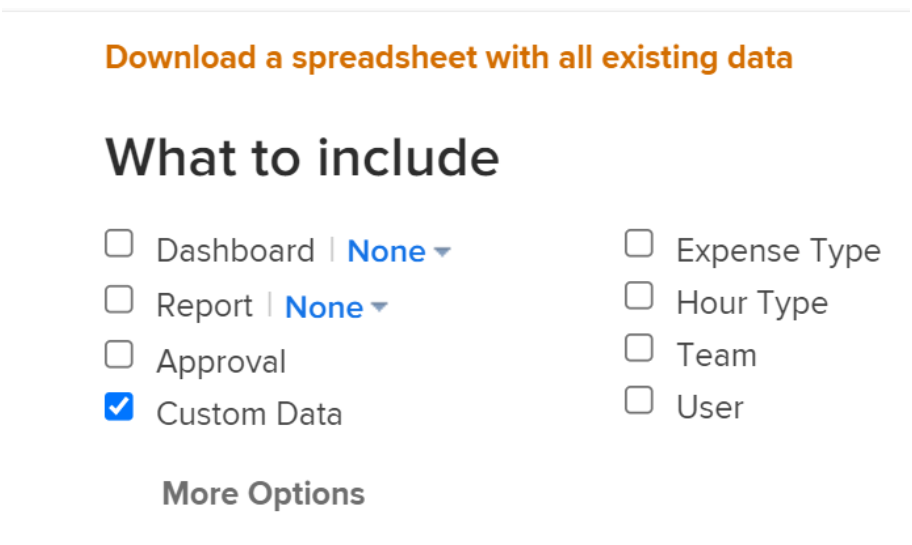 Download a spreadsheet with all existing data
What to include
Dashboard | None
Report | None
Approval
Custom Data
More Options
Expense Type
Hour Type
Team
User